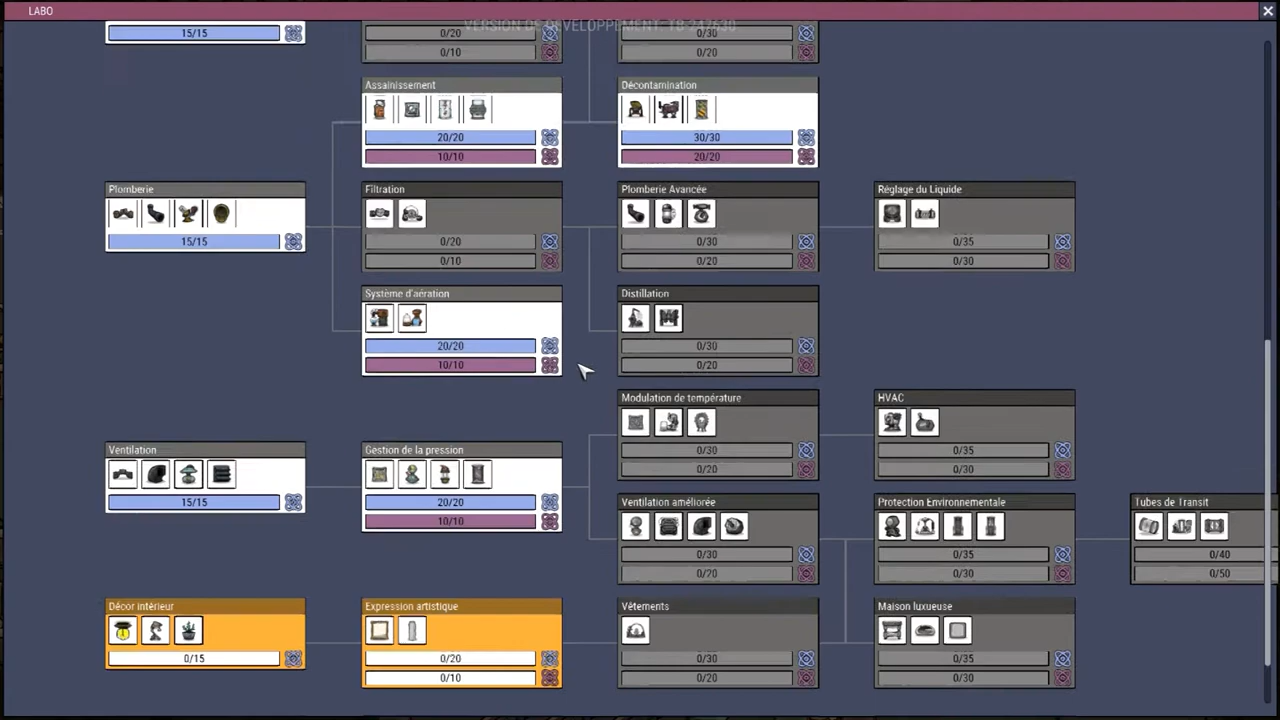 LABO
VERSION DE DÉVELOPPEMENT: TB-247630
15/15
0/20
0/30
0/10
0/20
Assainissement
Décontamination
20/20
30/30
10/10
20/20
Plomberie
Filtration
Plomberie Avancée
Réglage du Liquide
15/15
0/20
0/30
0/35
0/10
0/20
0/30
Système d'aération
Distillation
20/20
0/30
10/10
0/20
Modulation de température
HVAC
0/30
0/35
0/20
0/30
Ventilation
Gestion de la pression
15/15
20/20
10/10
Ventilation améliorée
Protection Environnementale
Tubes de Transit
0/30
0/35
0/40
0/20
0/30
0/50
Décor intérieur
Expression artistique
Vêtements
Maison luxueuse
0/15
0/20
0/30
0/35
0/10
0/20
0/30